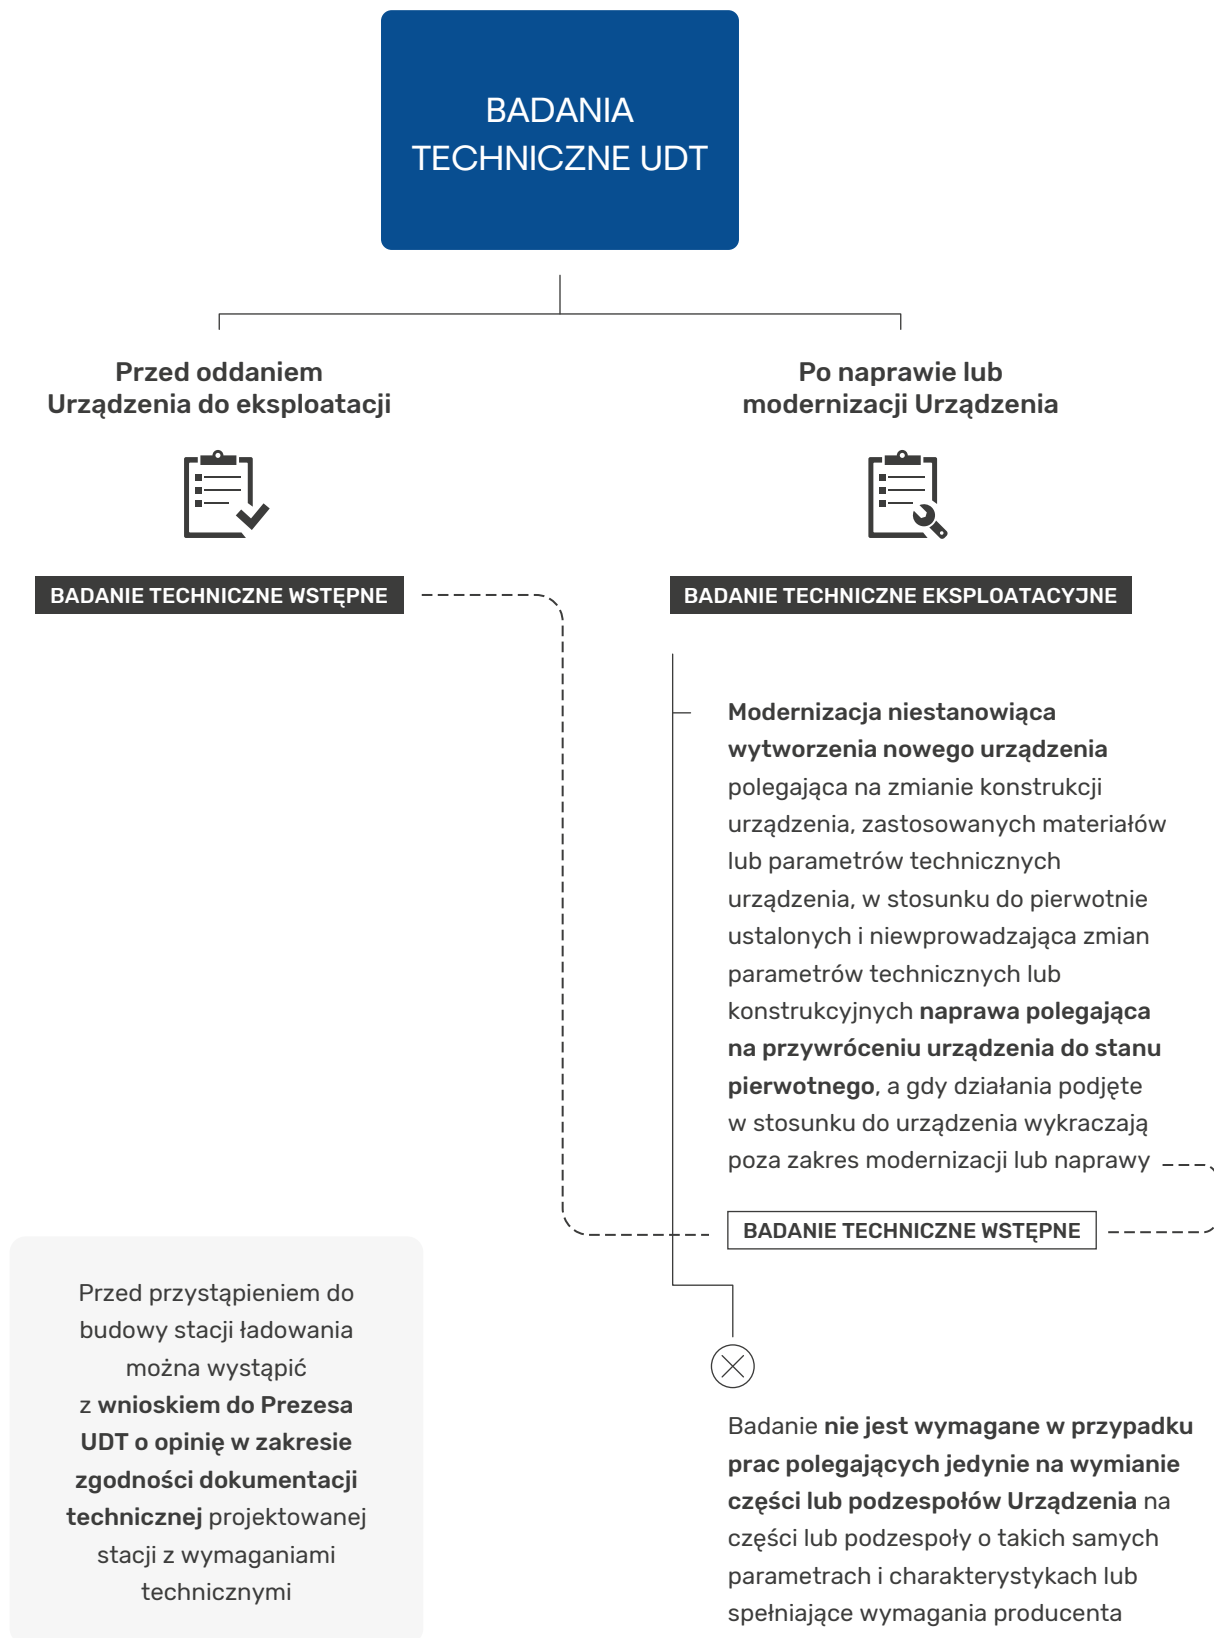 BADANIA
TECHNICZNE UDT
Przed oddaniem
Urządzenia do eksploatacji
BADANIE TECHNICZNE WSTĘPNE
Po naprawie lub
modernizacji Urządzenia
BADANIE TECHNICZNE EKSPLOATACYJNE
Modernizacja niestanowiąca
wytworzenia nowego urządzenia
polegająca na zmianie konstrukcji
urządzenia, zastosowanych materiałów
lub parametrów technicznych
urządzenia, w stosunku do pierwotnie
ustalonych i niewprowadzająca zmian
parametrów technicznych lub
konstrukcyjnych naprawa polegająca
na przywróceniu urządzenia do stanu
pierwotnego, a gdy działania podjęte
w stosunku do urządzenia wykraczają
poza zakres modernizacji lub naprawy
BADANIE TECHNICZNE WSTĘPNE
Badanie nie jest wymagane w przypadku
prac polegających jedynie na wymianie
części lub podzespołów Urządzenia na
części lub podzespoły o takich samych
parametrach i charakterystykach lub
spełniające wymagania producenta
Przed przystąpieniem do
budowy stacji ładowania
można wystąpić
z wnioskiem do Prezesa
UDT o opinię w zakresie
zgodności dokumentacji
technicznej projektowanej
stacji z wymaganiami
technicznymi